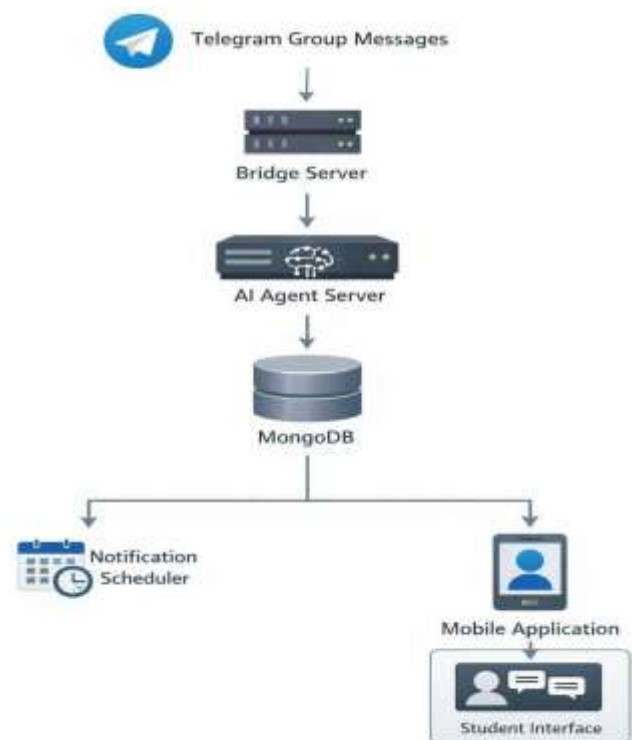 Telegram Group Messages
Bridge Server
AI Agent Server
MongoDB
Notification
Scheduler
Mobile Application
Student Interface